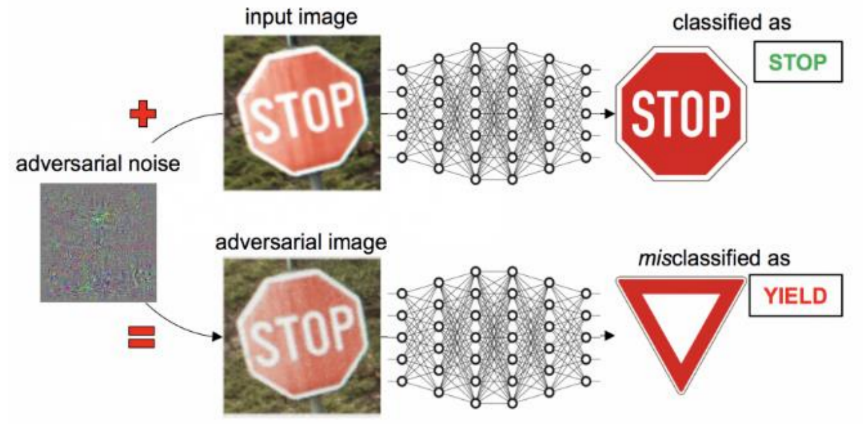 input image
classified as
STOP
STOP
STOP
adversarial noise
adversarial image
misclassified as
STOP
YIELD